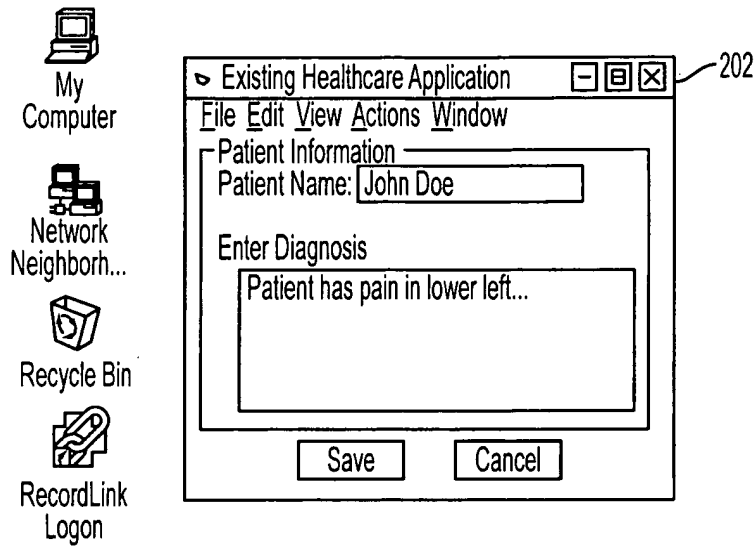 My
Computer
Network
Neighborh...
Recycle Bin
RecordLink
Logon
Existing Healthcare Application
202
File Edit View Actions Window
Patient Information
Patient Name: John Doe
Enter Diagnosis
Patient has pain in lower left...
Save Cancel